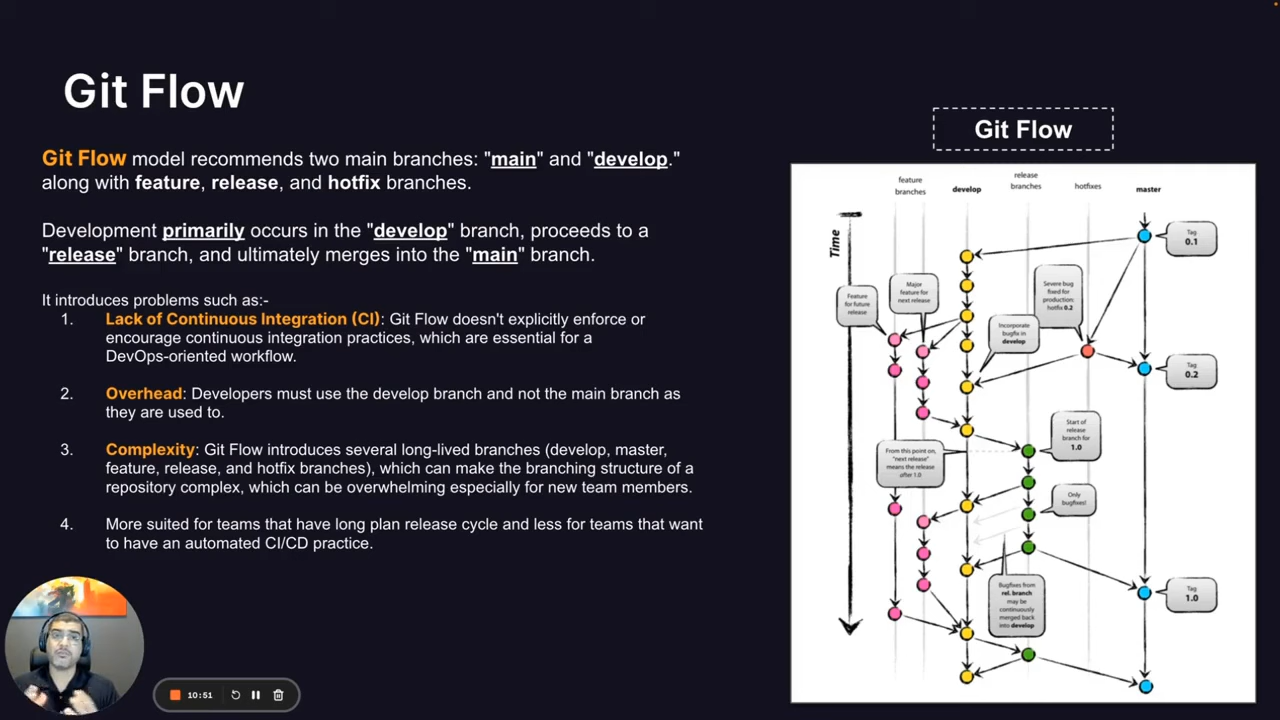 Git Flow
Git Flow model recommends two main branches: "main" and "develop."
along with feature, release, and hotfix branches.
Development primarily occurs in the "develop" branch, proceeds to a
"release" branch, and ultimately merges into the "main" branch.
It introduces problems such as:-
1. Lack of Continuous Integration (CI): Git Flow doesn't explicitly enforce or
encourage continuous integration practices, which are essential for a
DevOps-oriented workflow.
2. Overhead: Developers must use the develop branch and not the main branch as
they are used to.
3. Complexity: Git Flow introduces several long-lived branches (develop, master,
feature, release, and hotfix branches), which can make the branching structure of a
repository complex, which can be overwhelming especially for new team members.
4. More suited for teams that have long plan release cycle and less for teams that want
to have an automated CI/CD practice.
10:51
Git Flow
feature
branches
develop
release
branches
hotfixes
master
Time
Tag
0.1
Feature
for future
release
Major
feature for
next release
Severe bug
fixed for
production:
hotfix 0.2
Incorporate
bugfix in
develop
Tag
0.2
Start of
release
branch for
1.0
From this point on,
"next release"
means the release
after 1.0
Only
bugfixes!
Bugfixes from
rel. branch
may be
continuously
merged back
into develop
Tag
1.0